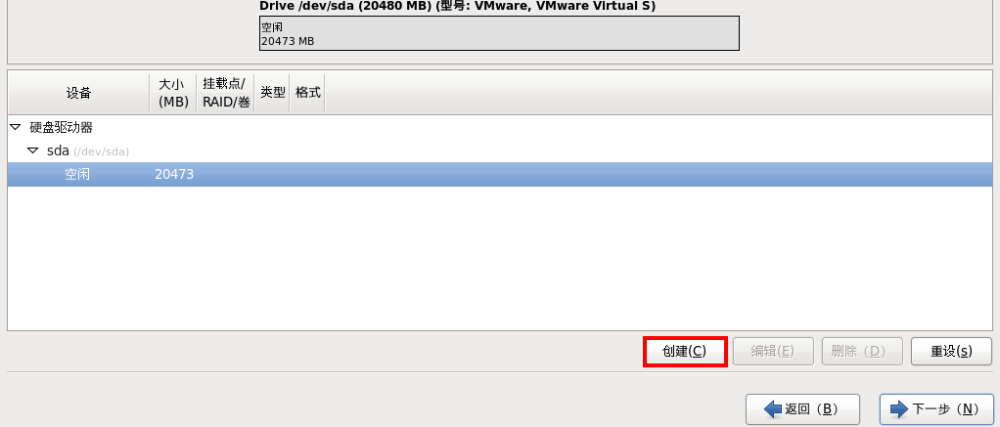 Drive /dev/sda (20480 MB) (型号: VMware, VMware Virtual S)
空闲
20473 MB
设备 大小 (MB) 挂载点/ RAID/卷 类型 格式
硬盘驱动器
sda (/dev/sda)
空闲 20473
创建(C) 编辑(E) 删除（D） 重设(s)
返回（B） 下一步（N）